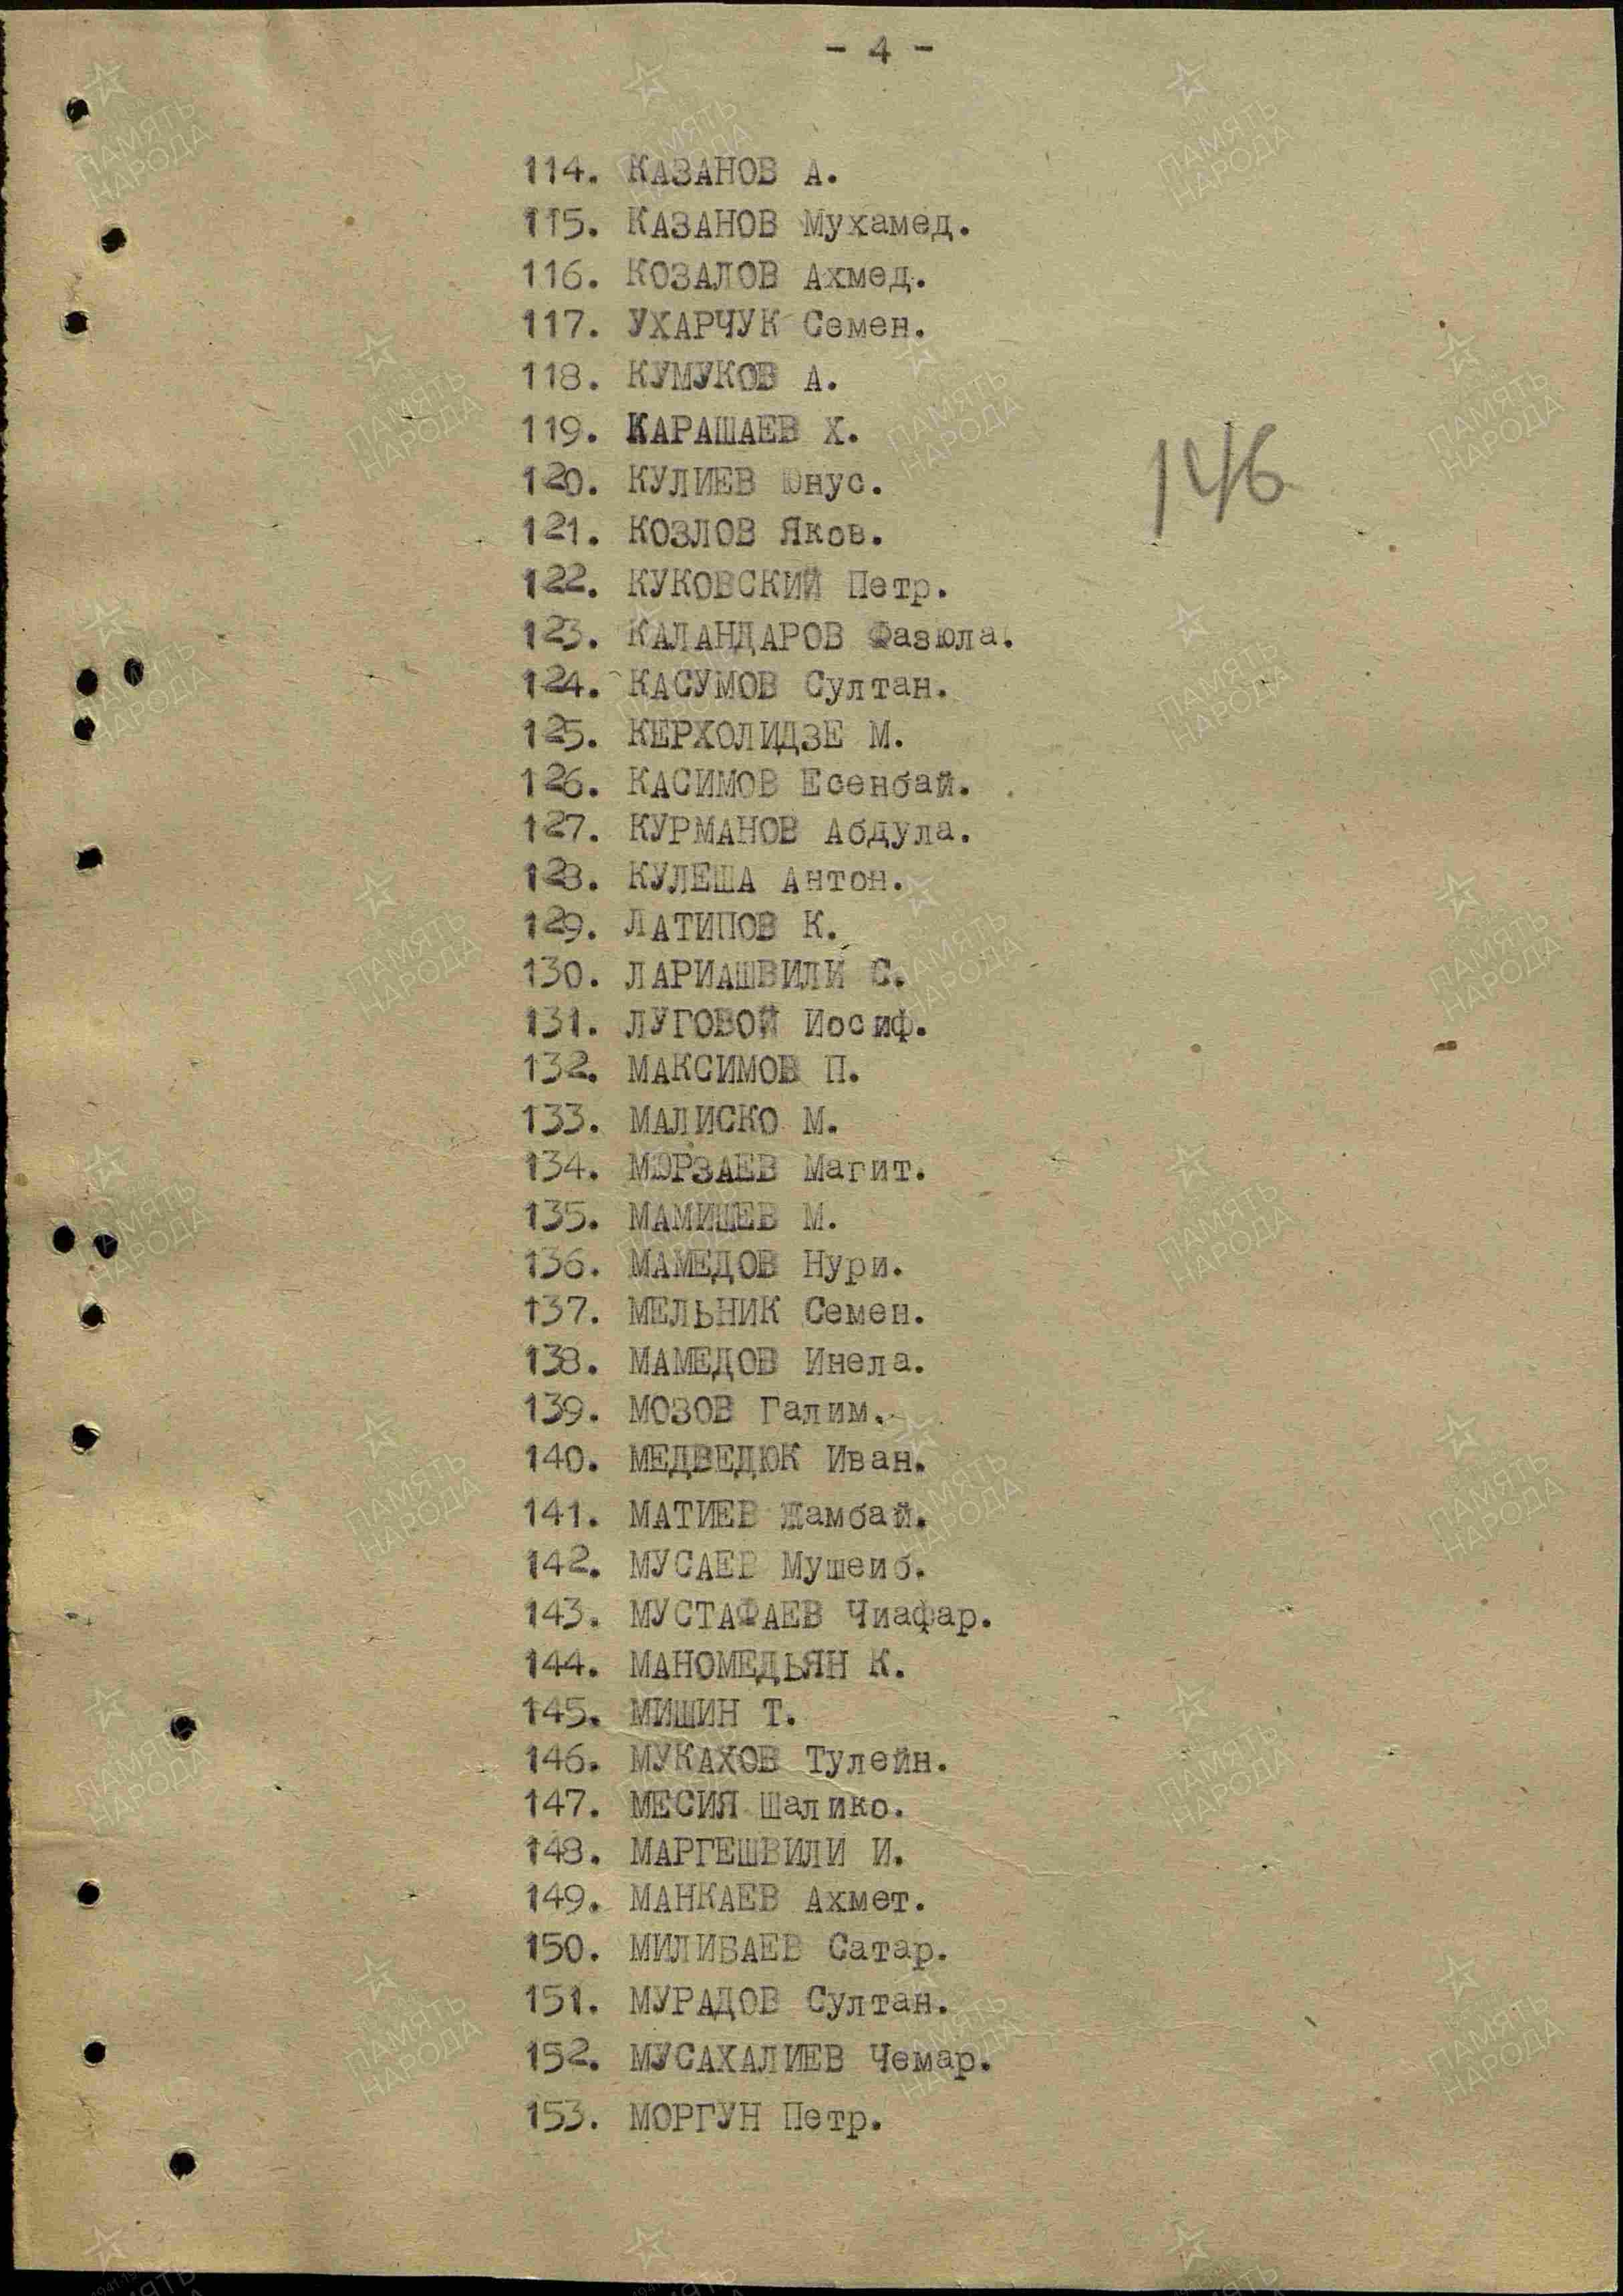 - 4 -
114. КАЗАНОВ А.
115. КАЗАНОВ Мухамед.
116. КОЗАЛОВ Ахмед.
117. УХАРЧУК Семен.
118. КУМУКОВ А.
119. КАРАШАЕВ Х.
120. КУЛИЕВ Юнус.
121. КОЗЛОВ Яков.
146
122. КУКОВСКИЙ Петр.
123. КАЛАНДАРОВ Фазюла.
124. КАСУМОВ Султан.
125. КЕРХОЛИДЗЕ М.
126. КАСИМОВ Есенбай.
127. КУРМАНОВ Абдула.
128. КУЛЕША Антон.
129. ЛАТИПОВ К.
130. ЛАРИАШВИЛИ С.
131. ЛУГОВОЙ Иосиф.
132. МАКСИМОВ П.
133. МАЛИСКО М.
134. МЮРЗАЕВ Магит.
135. МАМИШЕВ М.
136. МАМЕДОВ Нури.
137. МЕЛЬНИК Семен.
138. МАМЕДОВ Инела.
139. МОЗОВ Галим.
140. МЕДВЕДЮК Иван.
141. МАТИЕВ Жамбай.
142. МУСАЕВ Мушеиб.
143. МУСТАФАЕВ Чиафар.
144. МАНОМЕДЬЯН К.
145. МИШИН Т.
146. МУКАХОВ Тулейн.
147. МЕСИЯ Шалико.
148. МАРГЕШВИЛИ И.
149. МАНКАЕВ Ахмет.
150. МИЛИБАЕВ Сатар.
151. МУРАДОВ Султан.
152. МУСАХАЛИЕВ Чемар.
153. МОРГУН Петр.
ПАМЯТЬ
НАРОДА